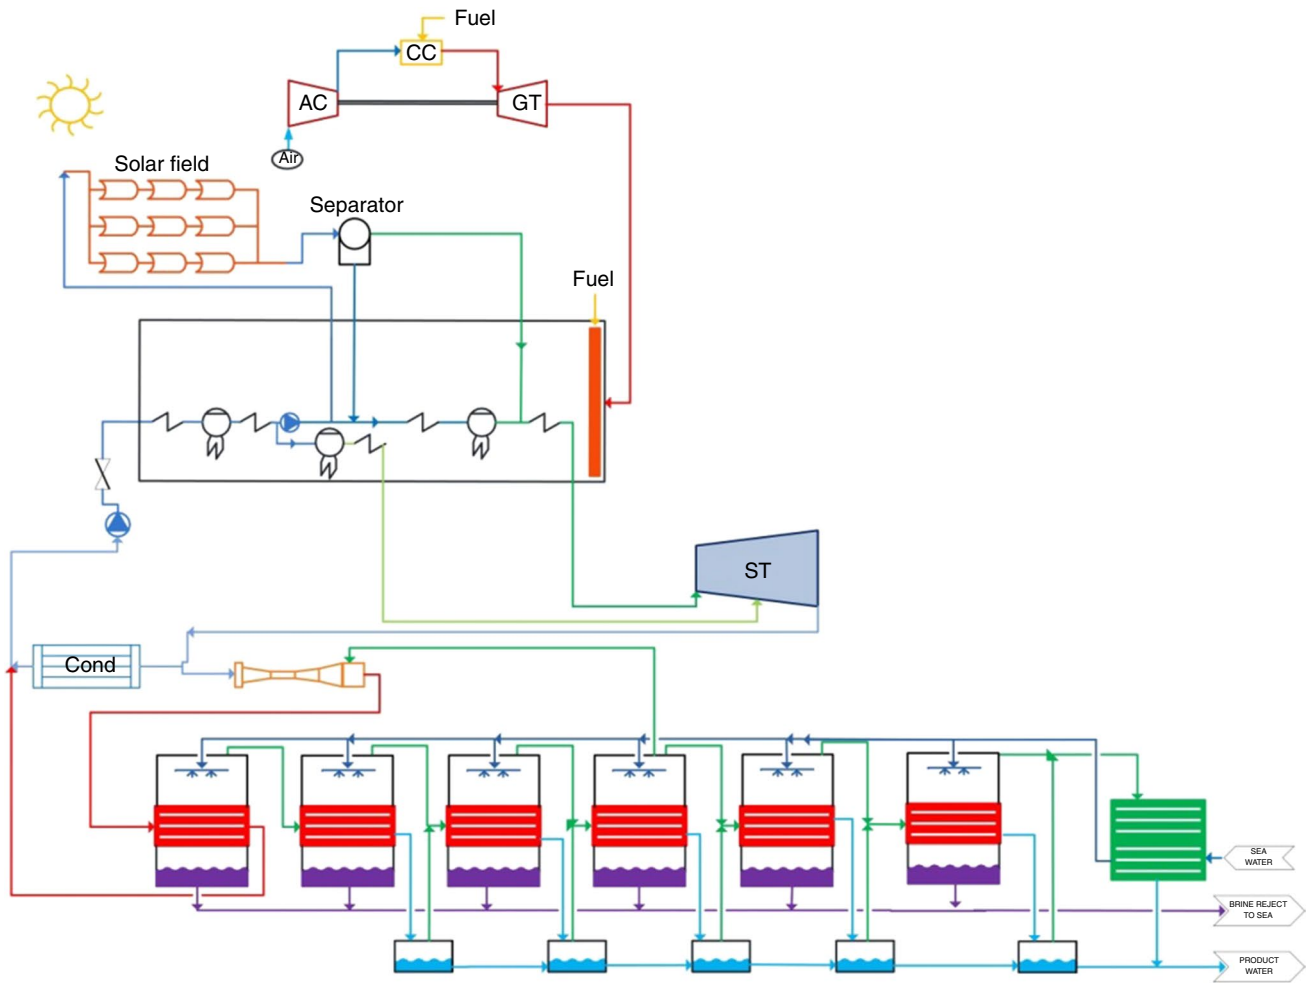 Fuel
CC
AC
GT
Air
Solar field
Separator
Fuel
ST
Cond
SEA
WATER
BRINE REJECT
TO SEA
PRODUCT
WATER